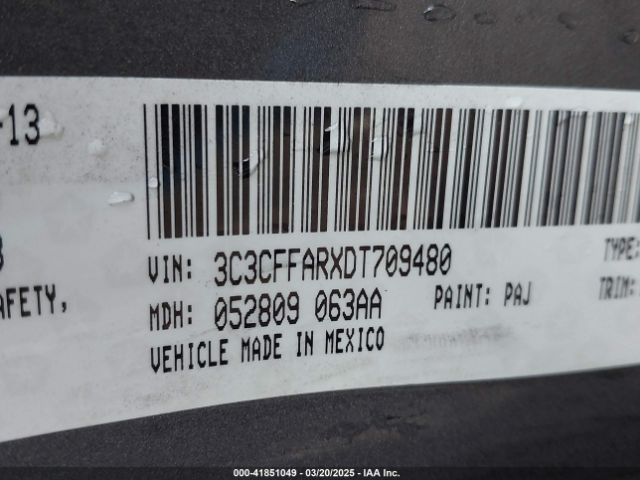 -13
VIN: 3C3CFFARXDT709480 TYPE:
AFETY, MDH: 052809 063AA PAINT: PAJ TRIM:
VEHICLE MADE IN MEXICO
000-41851049 — 03/20/2025 — IAA Inc.